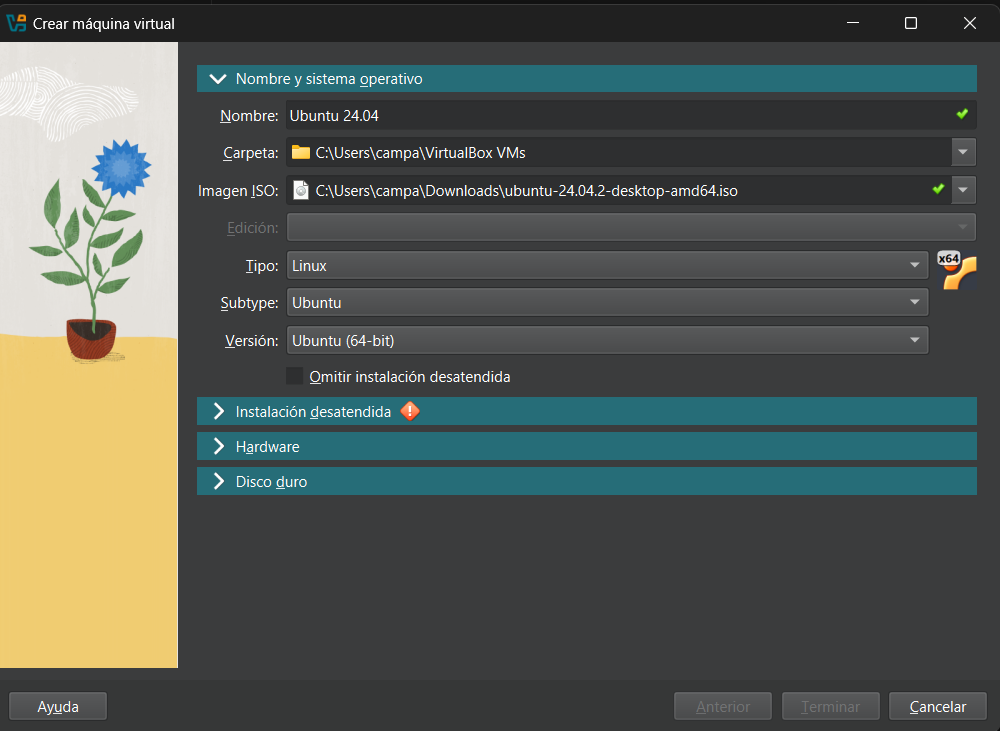 Crear máquina virtual
Nombre y sistema operativo
Nombre: Ubuntu 24.04
Carpeta: C:\Users\campa\VirtualBox VMs
Imagen ISO: C:\Users\campa\Downloads\ubuntu-24.04.2-desktop-amd64.iso
Edición:
Tipo: Linux
x64
Subtype: Ubuntu
Versión: Ubuntu (64-bit)
Omitir instalación desatendida
Instalación desatendida
Hardware
Disco duro
Ayuda Anterior Terminar Cancelar